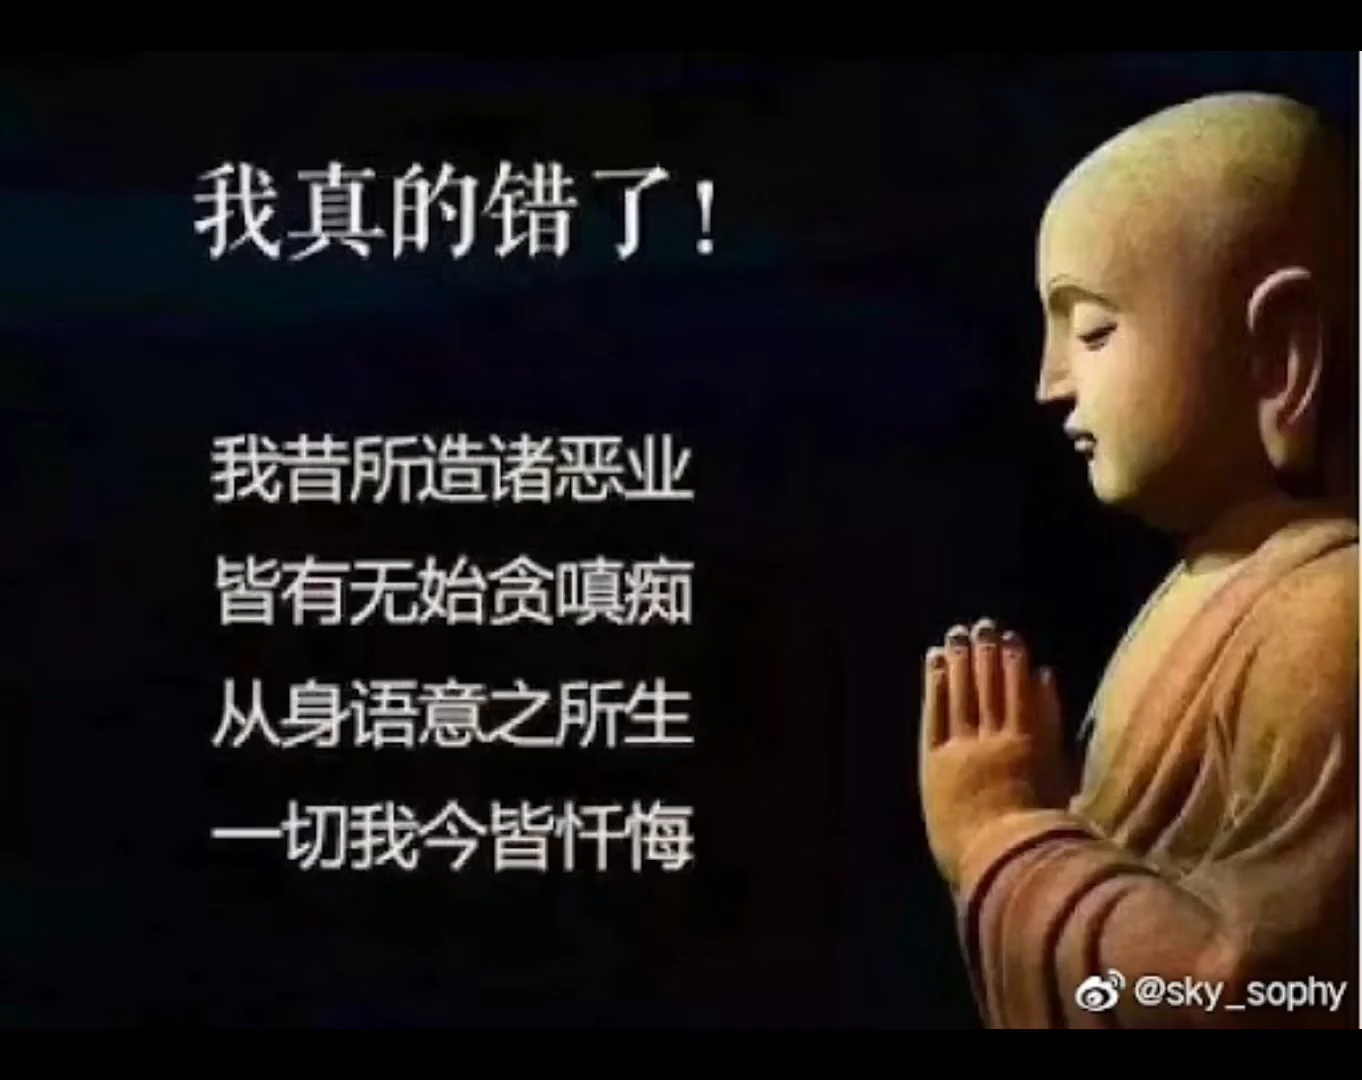 我真的错了!
我昔所造诸恶业
皆有无始贪嗔痴
从身语意之所生
一切我今皆忏悔
@sky_sophy